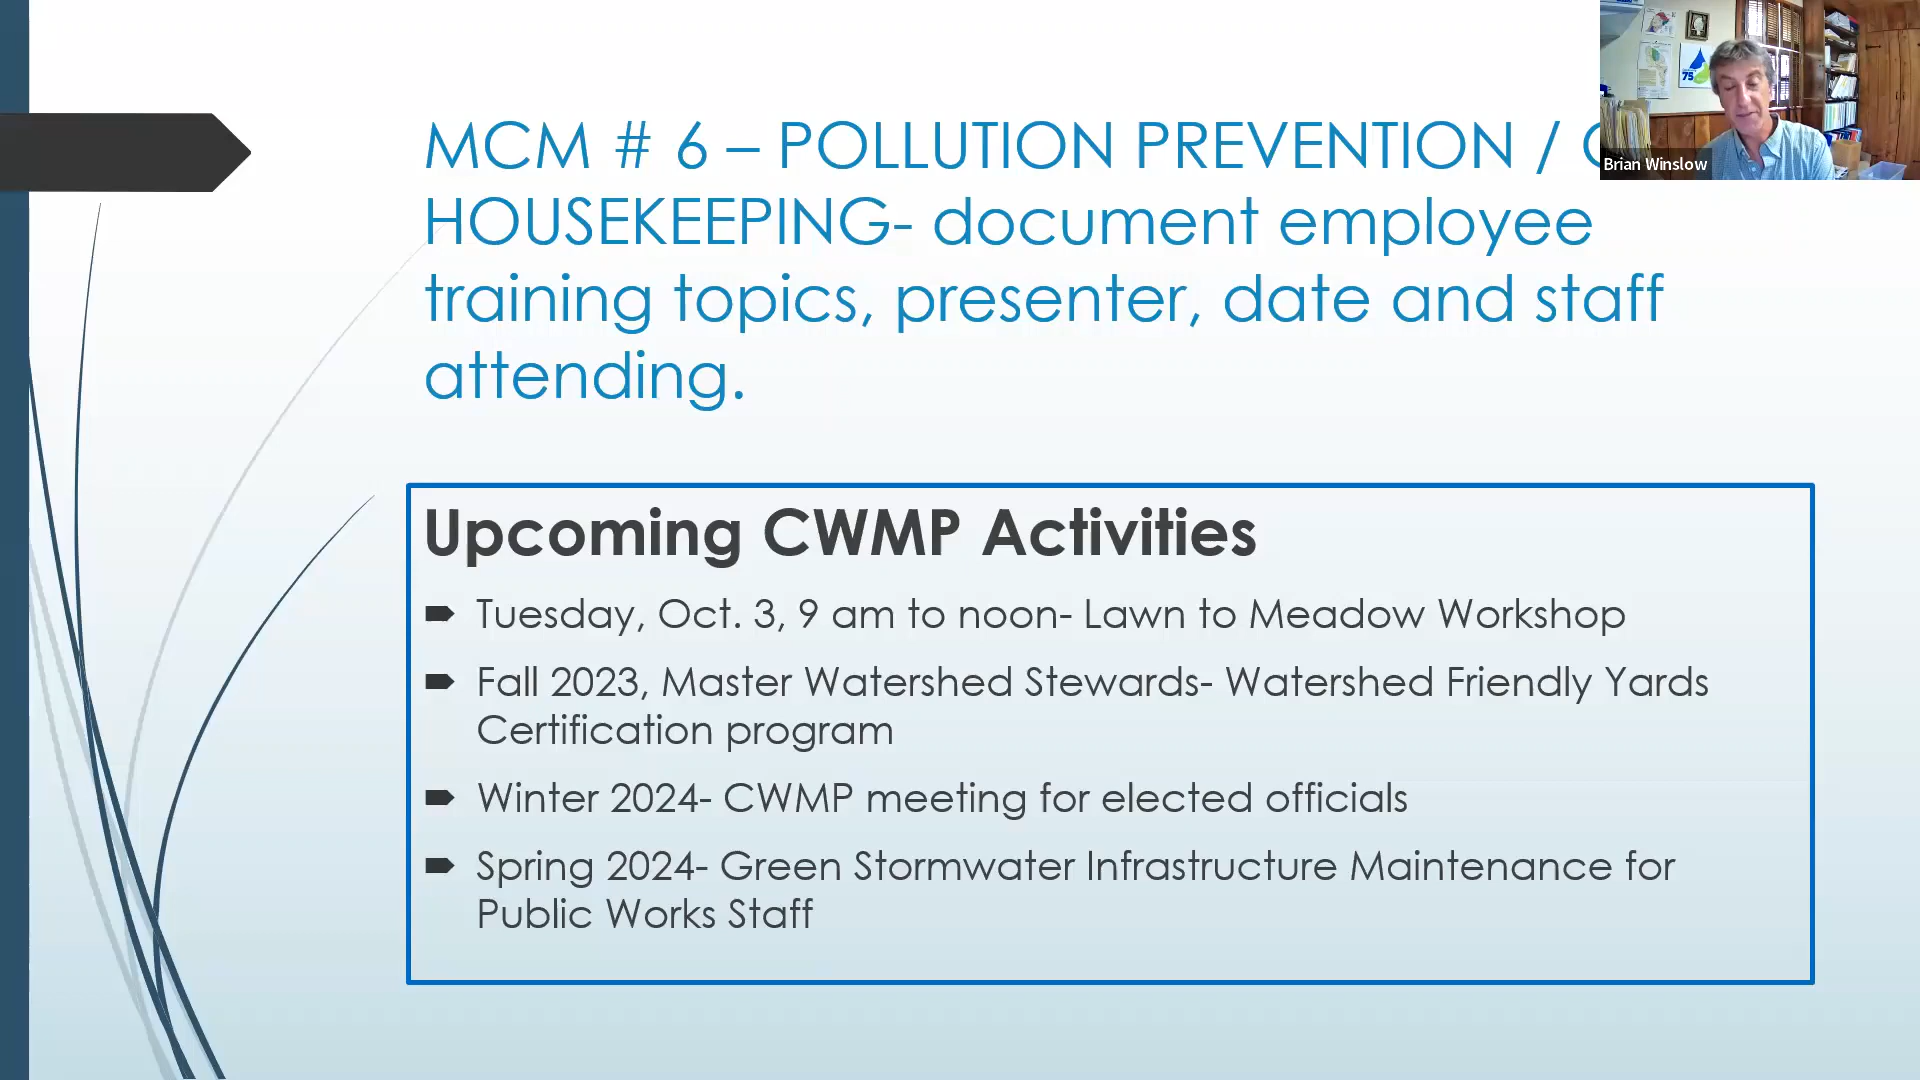 MCM # 6 – POLLUTION PREVENTION /
HOUSEKEEPING- document employee
training topics, presenter, date and staff
attending.
Upcoming CWMP Activities
Tuesday, Oct. 3, 9 am to noon- Lawn to Meadow Workshop
Fall 2023, Master Watershed Stewards- Watershed Friendly Yards
Certification program
Winter 2024- CWMP meeting for elected officials
Spring 2024- Green Stormwater Infrastructure Maintenance for
Public Works Staff
75
Brian Winslow